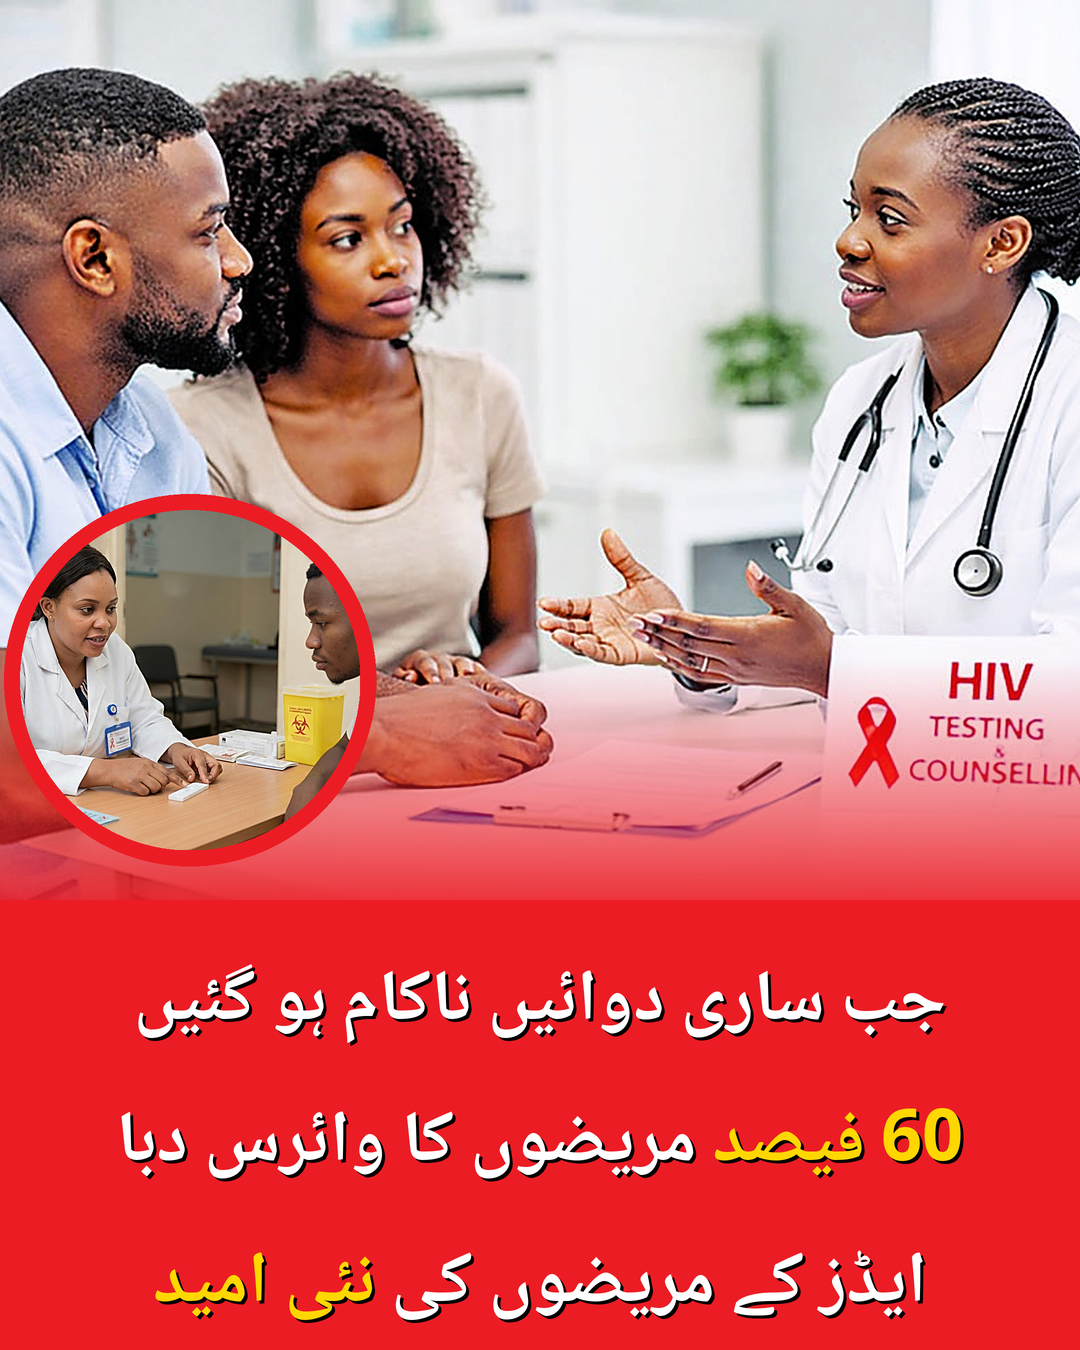 HIV
TESTING
&
COUNSELLIN
جب ساری دوائیں ناکام ہو گئیں
60 فیصد مریضوں کا وائرس دبا
ایڈز کے مریضوں کی نئی امید